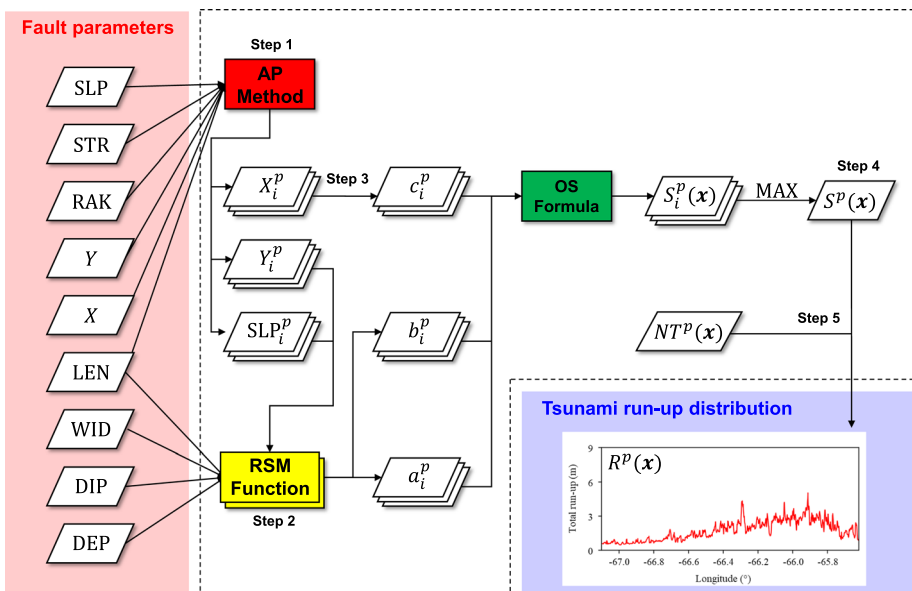 Fault parameters
SLP
STR
RAK
Y
X
LEN
WID
DIP
DEP
Step 1
AP
Method
X_i^p
Step 3
c_i^p
Y_i^p
SLP_i^p
b_i^p
RSM
Function
Step 2
a_i^p
OS
Formula
S_i^p(x)
MAX
Step 4
S^p(x)
NT^p(x)
Step 5
Tsunami run-up distribution
R^p(x)
Total run-up (m)
9
6
3
0
-67.0 -66.8 -66.6 -66.4 -66.2 -66.0 -65.8
Longitude (°)